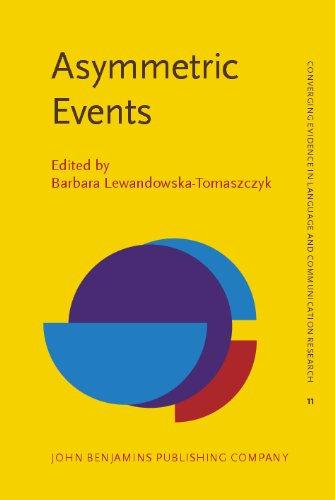 Asymmetric
Events
Edited by
Barbara Lewandowska-Tomaszczyk
CONVERGING EVIDENCE IN LANGUAGE AND COMMUNICATION RESEARCH
11
JOHN BENJAMINS PUBLISHING COMPANY